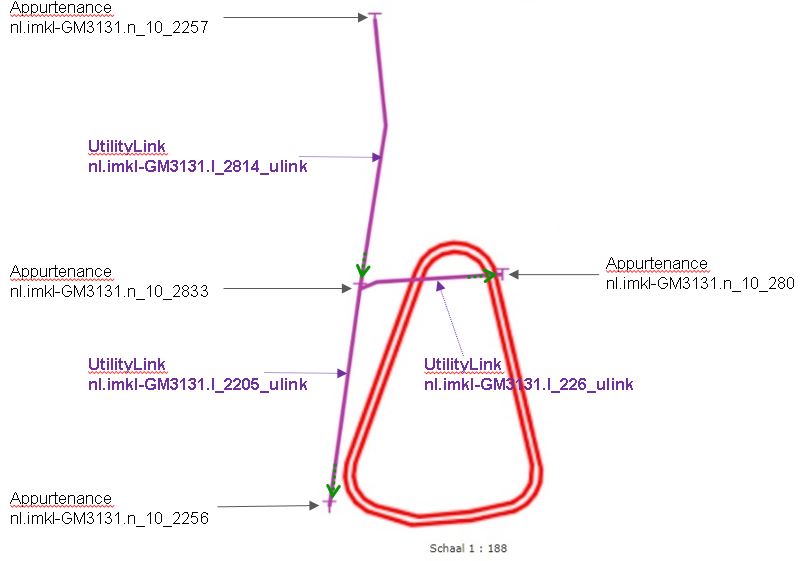 Appurtenance
nl.imkl-GM3131.n_10_2257
UtilityLink
nl.imkl-GM3131.l_2814_ulink
Appurtenance
nl.imkl-GM3131.n_10_2833
Appurtenance
nl.imkl-GM3131.n_10_280
UtilityLink
nl.imkl-GM3131.l_2205_ulink
UtilityLink
nl.imkl-GM3131.l_226_ulink
Appurtenance
nl.imkl-GM3131.n_10_2256
Schaal 1 : 188